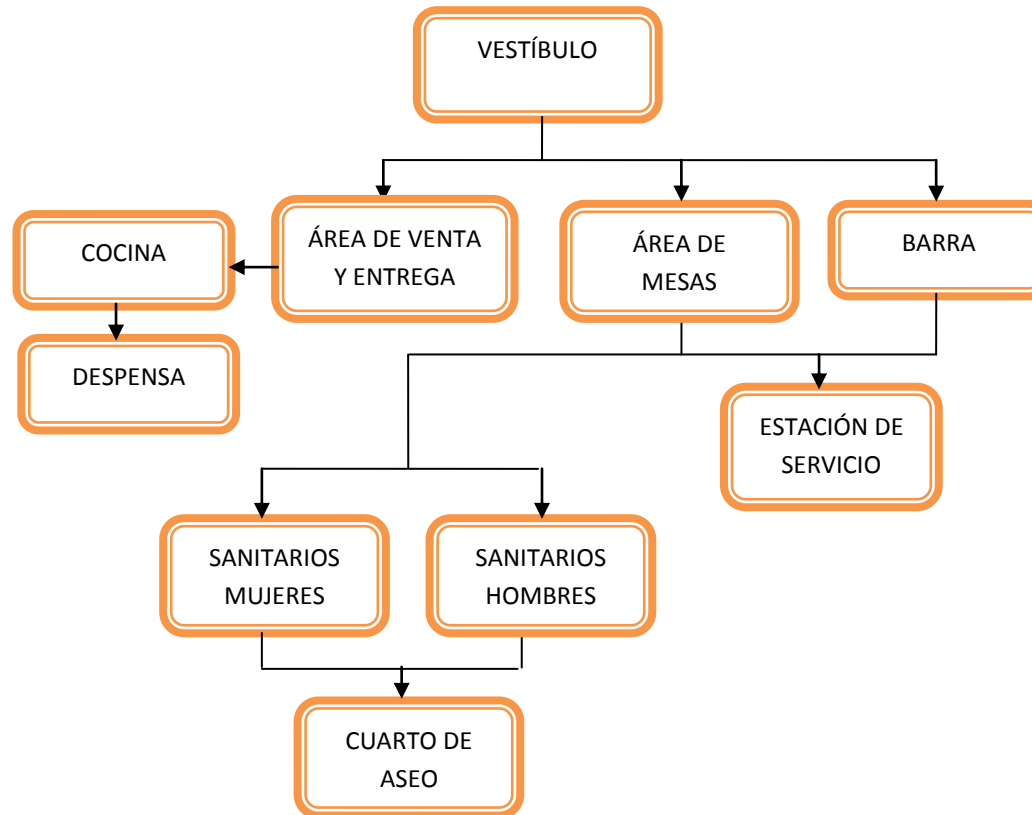 VESTÍBULO
COCINA
ÁREA DE VENTA
Y ENTREGA
ÁREA DE
MESAS
BARRA
DESPENSA
ESTACIÓN DE
SERVICIO
SANITARIOS
MUJERES
SANITARIOS
HOMBRES
CUARTO DE
ASEO